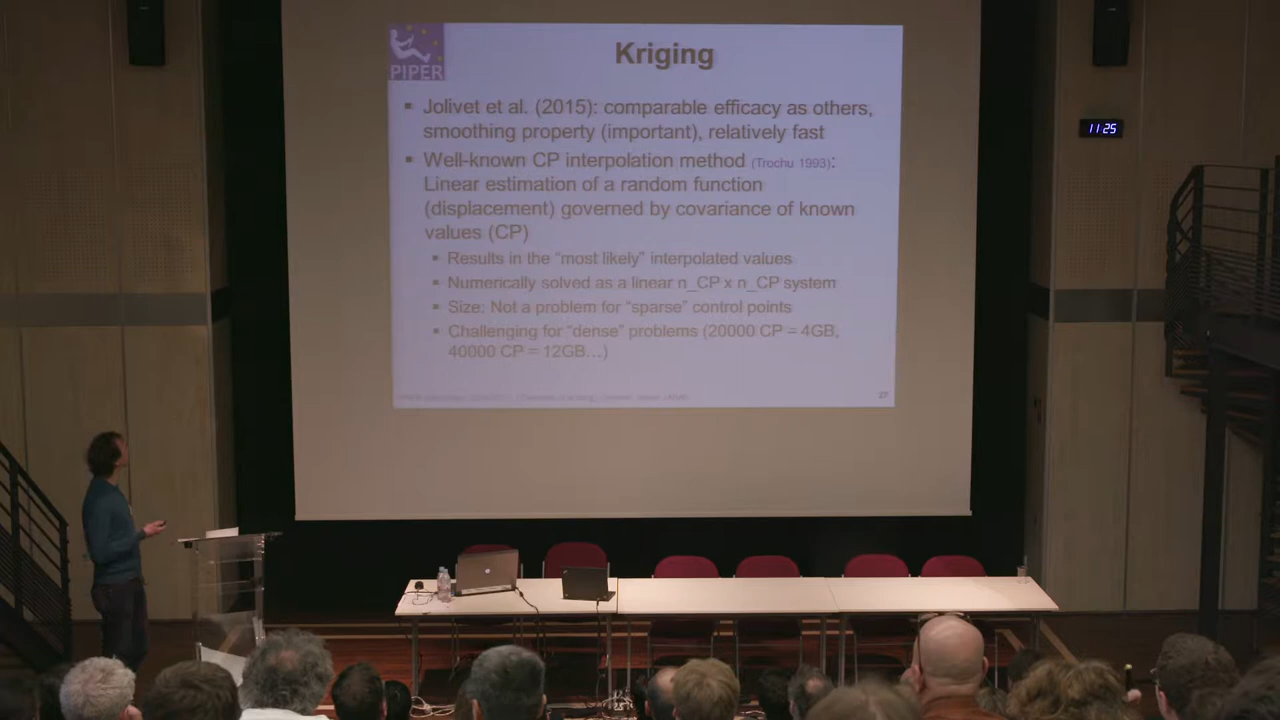 PIPER
Kriging
11:25
▪ Jolivet et al. (2015): comparable efficacy as others,
smoothing property (important), relatively fast
▪ Well-known CP interpolation method (Trochu 1993):
Linear estimation of a random function
(displacement) governed by covariance of known
values (CP)
▪ Results in the “most likely” interpolated values
▪ Numerically solved as a linear n_CP x n_CP system
▪ Size: Not a problem for “sparse” control points
▪ Challenging for “dense” problems (20000 CP = 4GB,
40000 CP = 12GB…)
27